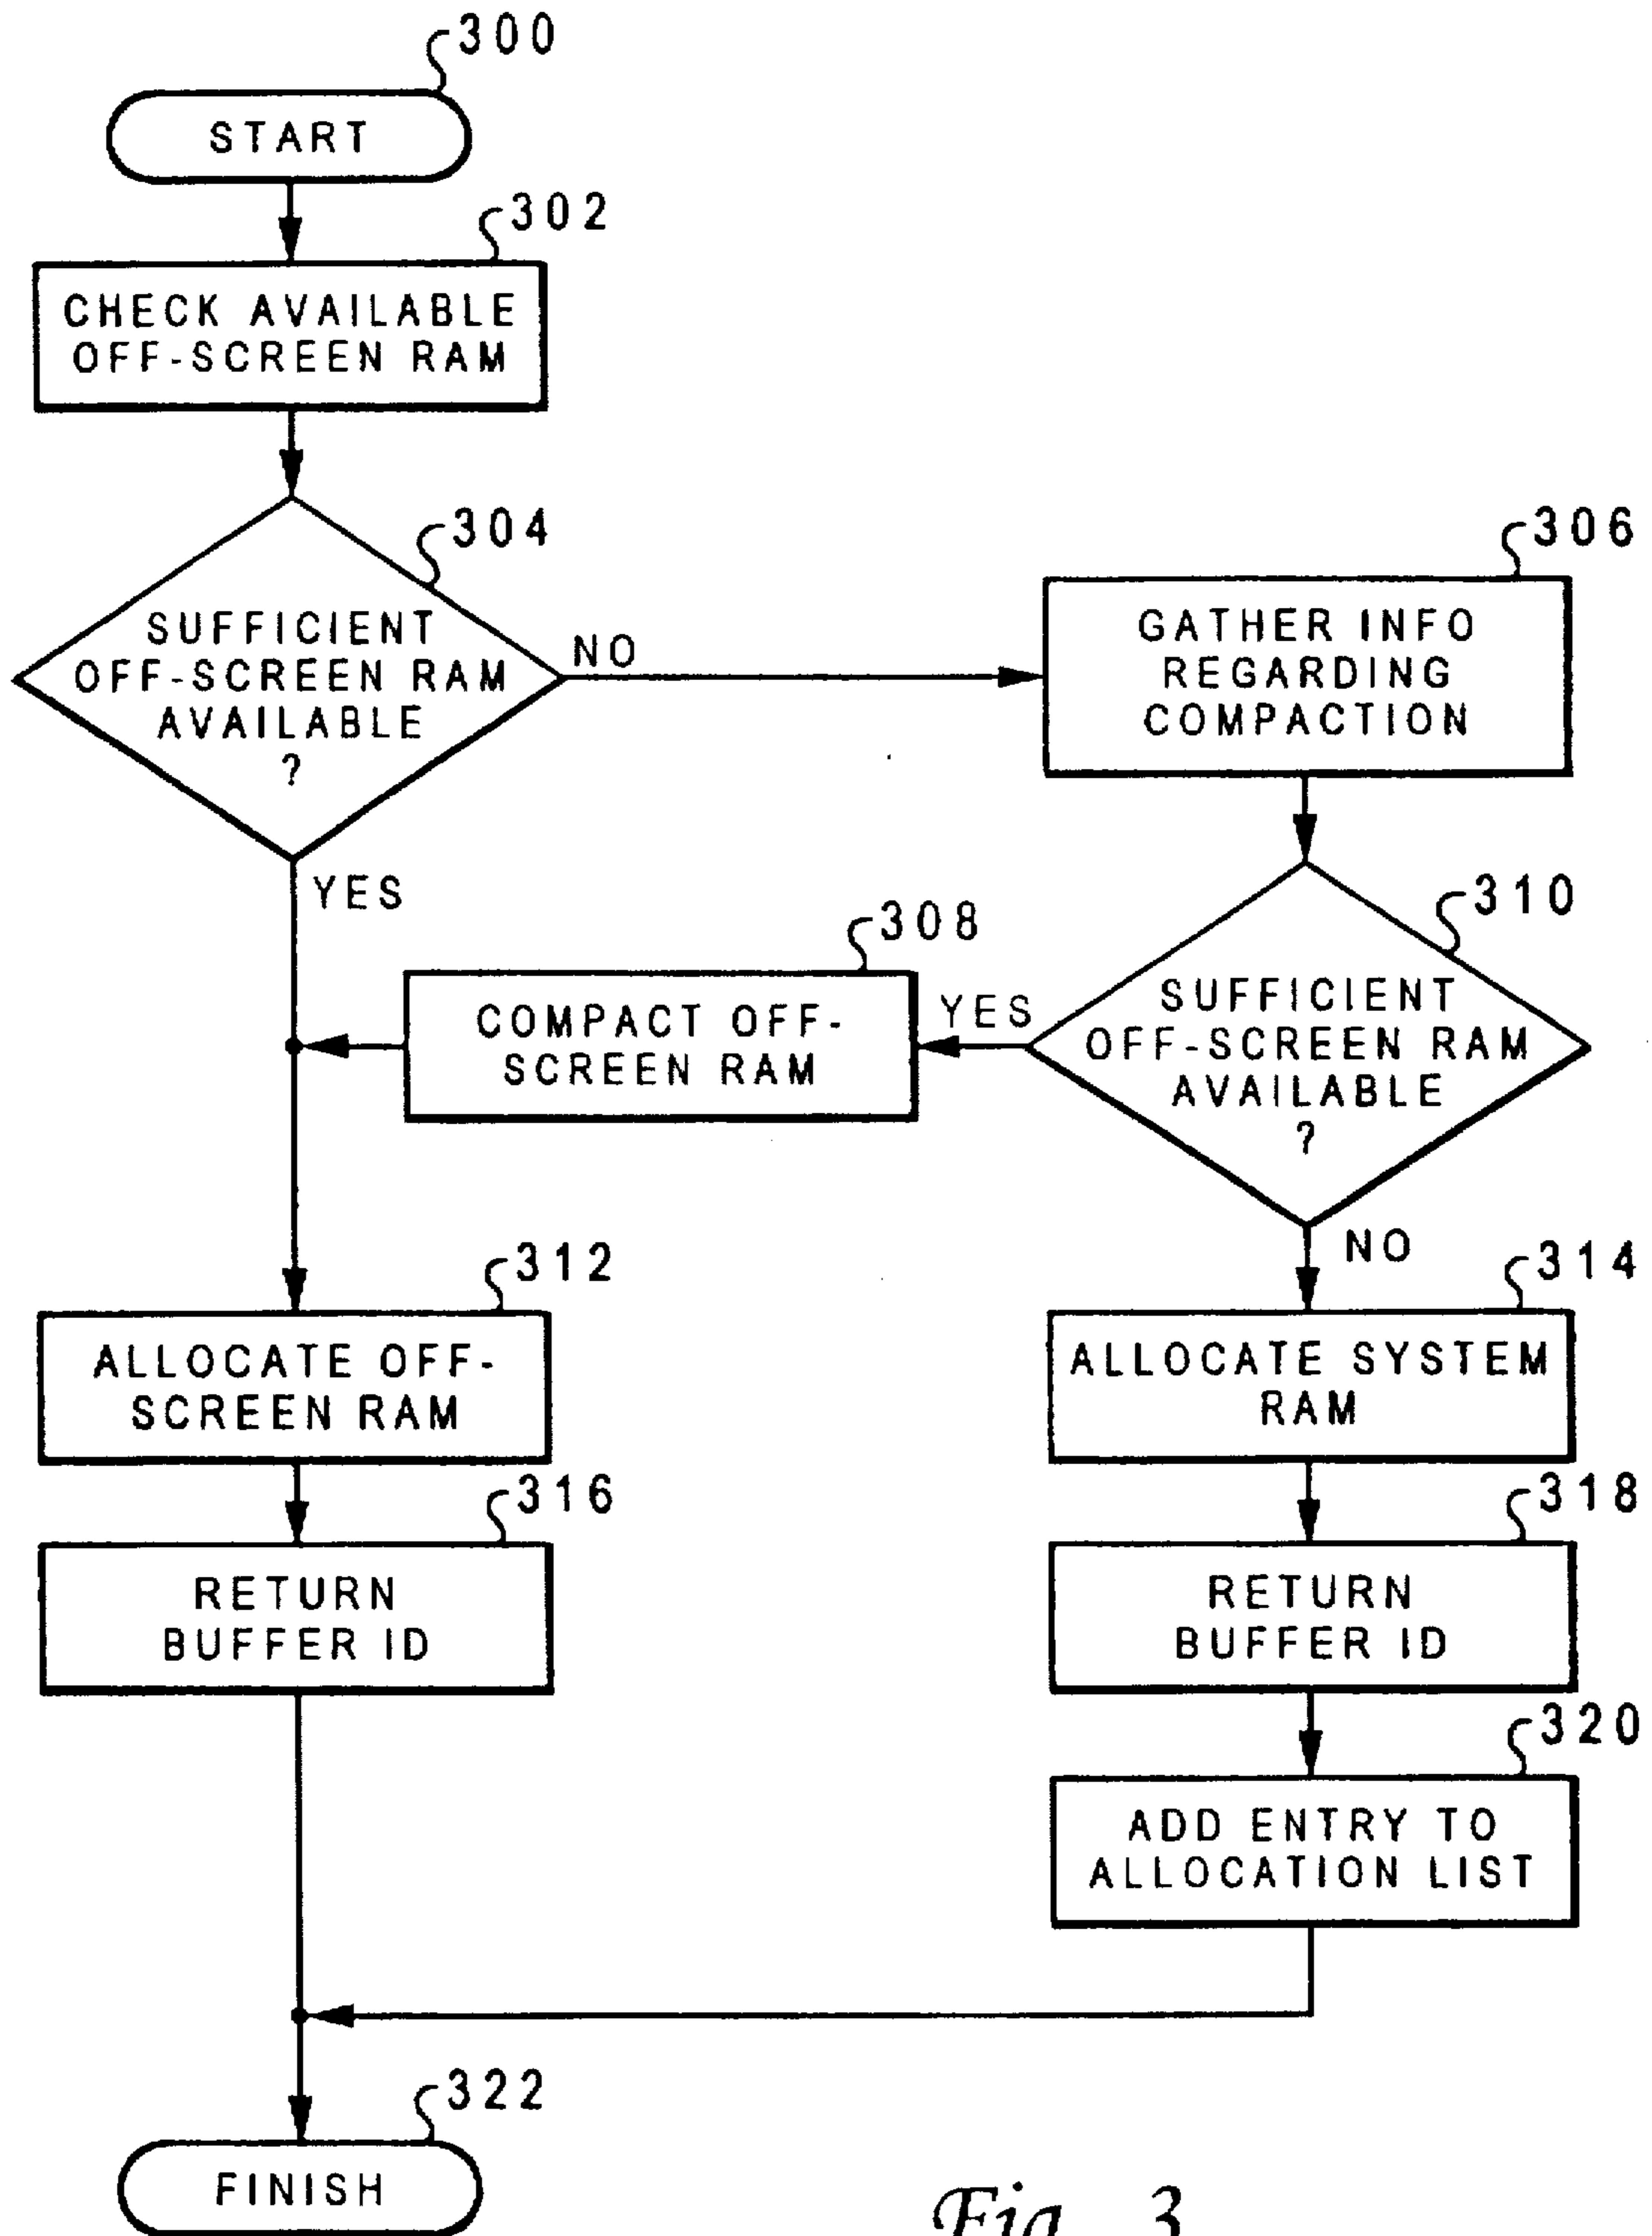 300
START
302
CHECK AVAILABLE
OFF-SCREEN RAM
304
SUFFICIENT
OFF-SCREEN RAM
AVAILABLE
?
NO
YES
306
GATHER INFO
REGARDING
COMPACTION
308
COMPACT OFF-
SCREEN RAM
YES
310
SUFFICIENT
OFF-SCREEN RAM
AVAILABLE
?
NO
312
ALLOCATE OFF-
SCREEN RAM
314
ALLOCATE SYSTEM
RAM
316
RETURN
BUFFER ID
318
RETURN
BUFFER ID
320
ADD ENTRY TO
ALLOCATION LIST
322
FINISH
Fig. 3